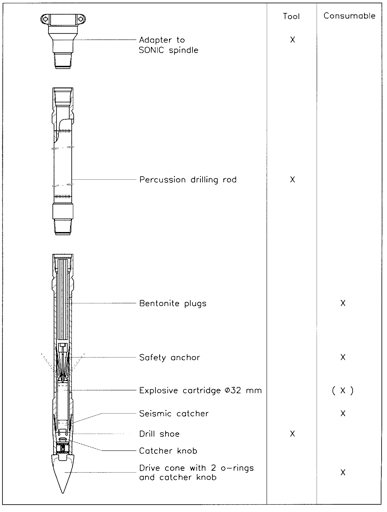 Tool Consumable
Adapter to X
SONIC spindle
Percussion drilling rod X
Bentonite plugs X
Safety anchor X
Explosive cartridge Ø32 mm ( X )
Seismic catcher X
Drill shoe X
Catcher knob
Drive cone with 2 o-rings X
and catcher knob